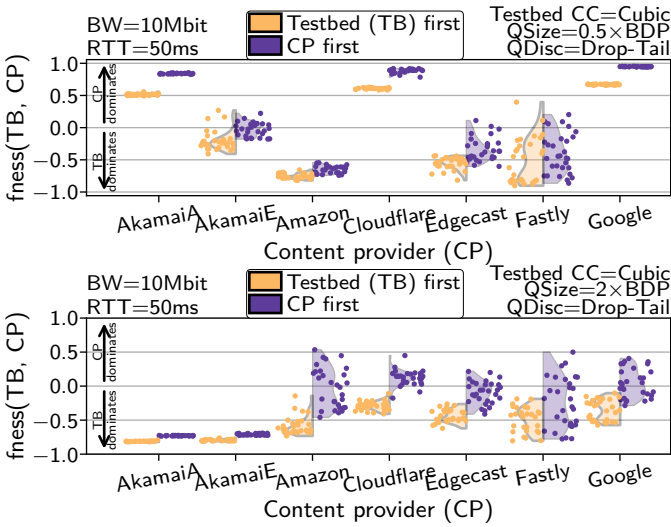 BW=10Mbit
RTT=50ms
Testbed (TB) first
CP first
Testbed CC=Cubic
QSize=0.5×BDP
QDisc=Drop-Tail
fness(TB, CP)
1.0
0.5
0.0
−0.5
−1.0
CP
dominates
TB
dominates
AkamaiA
AkamaiE
Amazon
Cloudflare
Edgecast
Fastly
Google
Content provider (CP)
BW=10Mbit
RTT=50ms
Testbed (TB) first
CP first
Testbed CC=Cubic
QSize=2×BDP
QDisc=Drop-Tail
fness(TB, CP)
1.0
0.5
0.0
−0.5
−1.0
CP
dominates
TB
dominates
AkamaiA
AkamaiE
Amazon
Cloudflare
Edgecast
Fastly
Google
Content provider (CP)